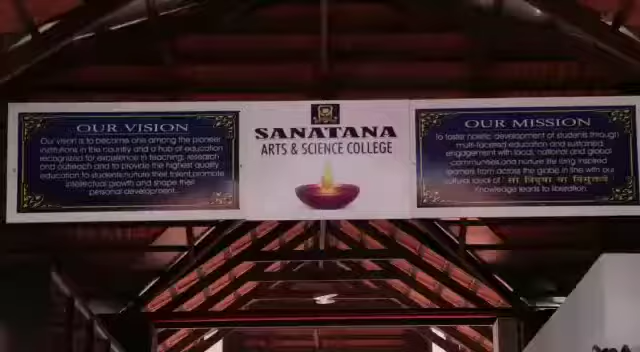 OUR VISION
Our vision is to become one among the pioneer
institutions in the country and a hub of education
recognized for excellence in teaching, research
and outreach and to provide the highest quality
education to students, nurture their talent, promote
intellectual growth and shape their
personal development.
SANATANA
ARTS & SCIENCE COLLEGE
OUR MISSION
To foster holistic development of students through
multi-faceted education and sustained
engagement with local, national and global
communities and nurture life long inspired
learners from across the globe in line with our
cultural ideal of ' सा विद्या या विमुक्तये
Knowledge leads to liberation.